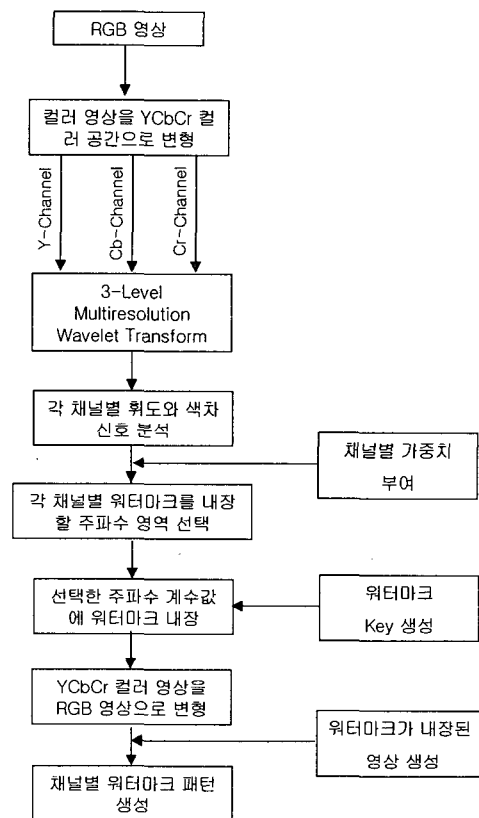 RGB 영상
컬러 영상을 YCbCr 컬
러 공간으로 변형
Y-Channel
Cb-Channel
Cr-Channel
3-Level
Multiresolution
Wavelet Transform
각 채널별 휘도와 색차
신호 분석
채널별 가중치
부여
각 채널별 워터마크를 내장
할 주파수 영역 선택
선택한 주파수 계수값
에 워터마크 내장
워터마크
Key 생성
YCbCr 컬러 영상을
RGB 영상으로 변형
워터마크가 내장된
영상 생성
채널별 워터마크 패턴
생성